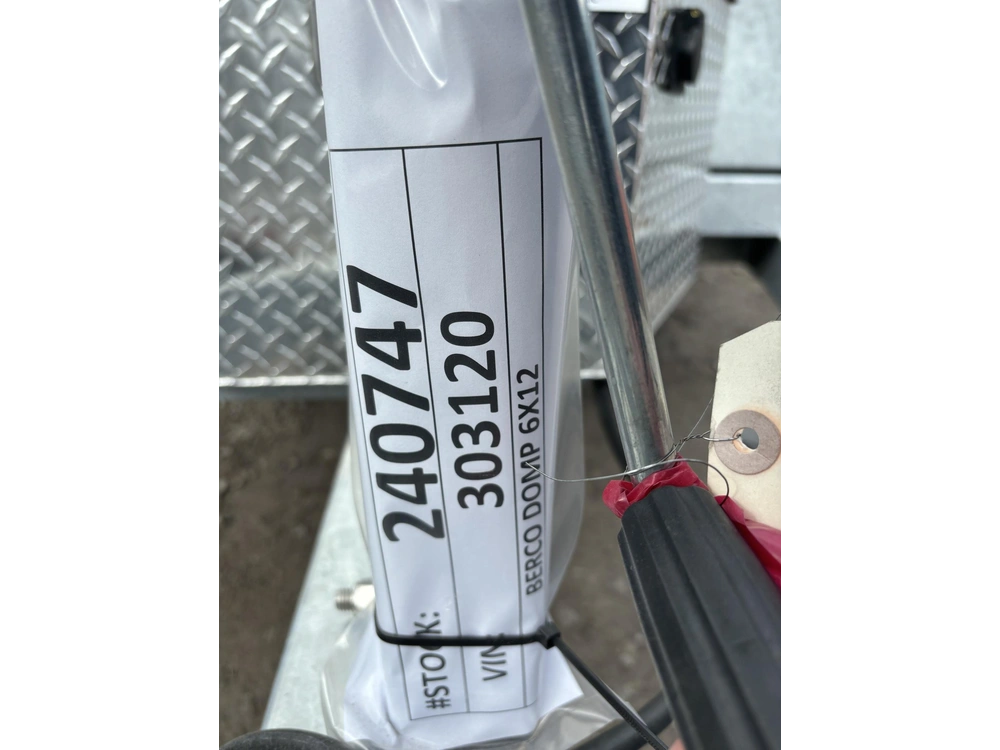 #STOCK: 240747
VIN: 303120
BERCO DOMP 6X12